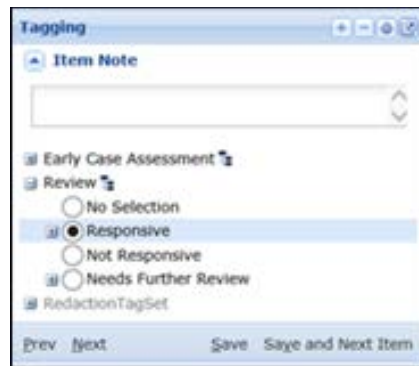 Tagging
Item Note
Early Case Assessment
Review
No Selection
Responsive
Not Responsive
Needs Further Review
RedactionTagSet
Prev Next Save Save and Next Item